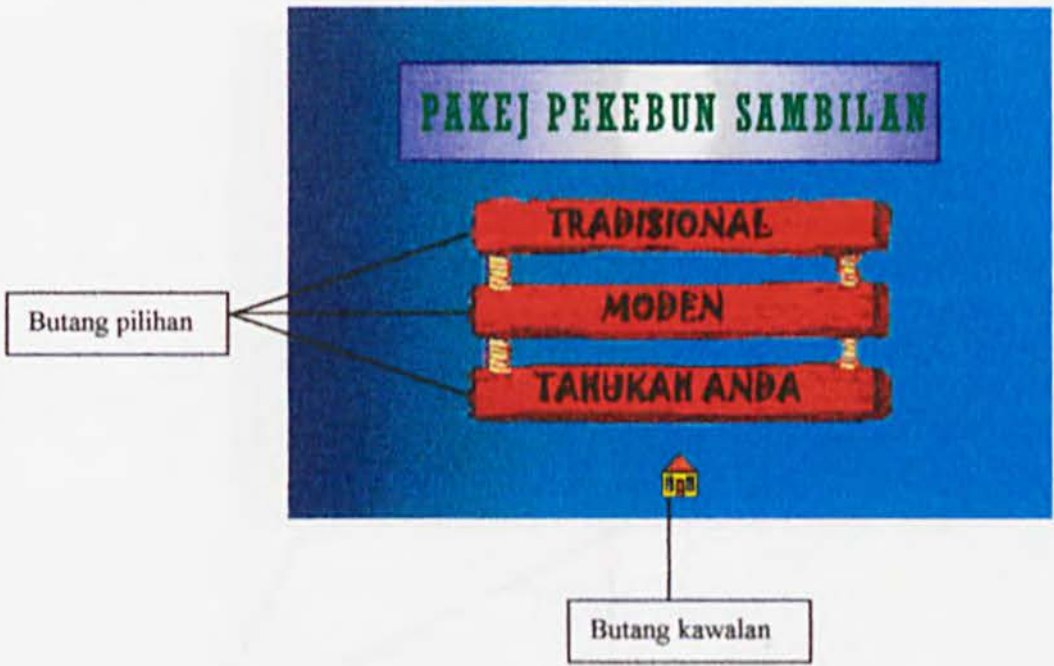 PAKEJ PEKEBUN SAMBILAN
TRADISIONAL
MODEN
TAHUKAH ANDA
Butang pilihan
Butang kawalan